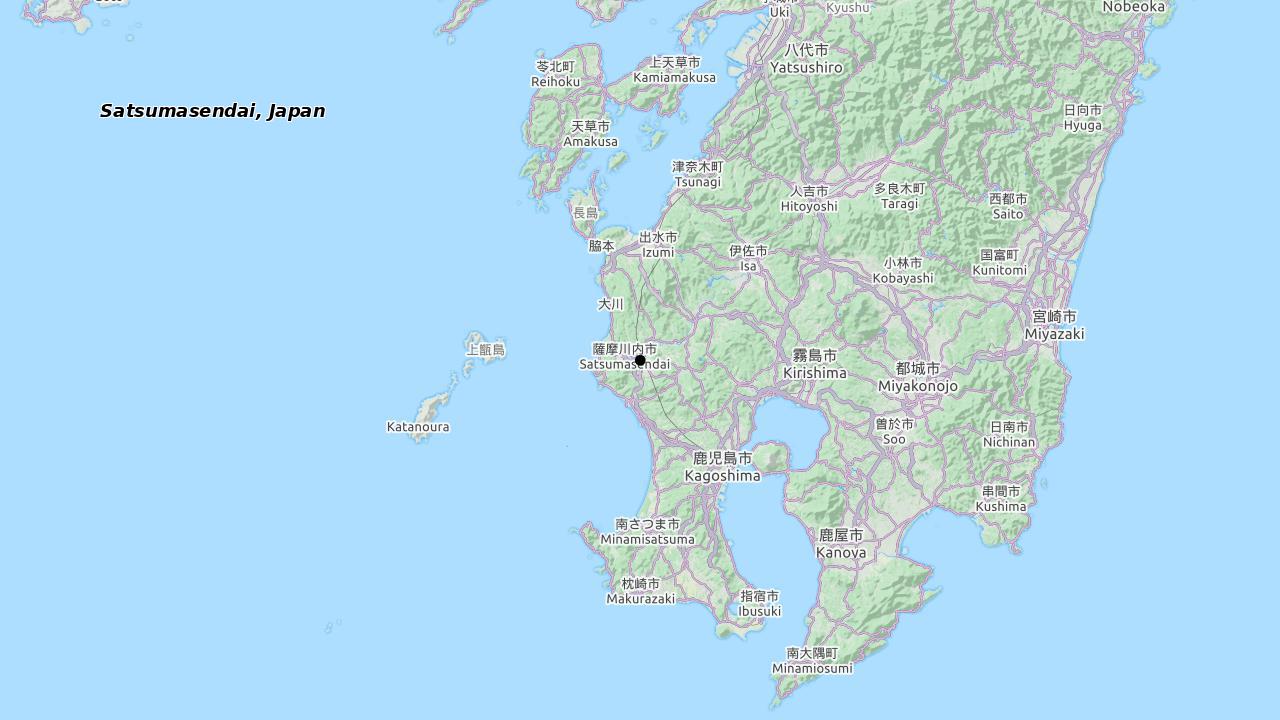 Uki
Kyushu
Nobeoka
八代市
Yatsushiro
苓北町
Reihoku
上天草市
Kamiamakusa
Satsumasendai, Japan
日向市
Hyuga
天草市
Amakusa
津奈木町
Tsunagi
人吉市
Hitoyoshi
多良木町
Taragi
西都市
Saito
長島
脇本
出水市
Izumi
伊佐市
Isa
小林市
Kobayashi
国富町
Kunitomi
大川
宮崎市
Miyazaki
上甑島
薩摩川内市
Satsumasendai
霧島市
Kirishima
都城市
Miyakonojo
Katanoura
曽於市
Soo
日南市
Nichinan
鹿児島市
Kagoshima
串間市
Kushima
南さつま市
Minamisatsuma
鹿屋市
Kanoya
枕崎市
Makurazaki
指宿市
Ibusuki
南大隅町
Minamiosumi